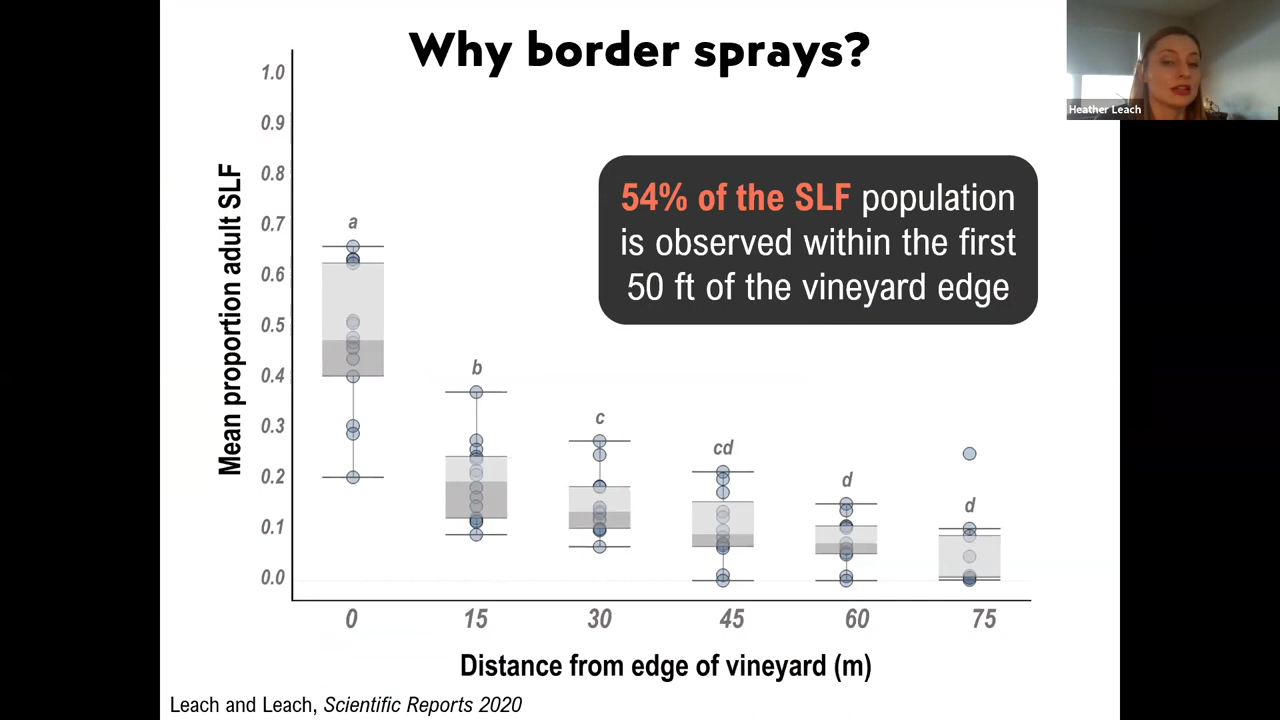 Why border sprays?
Heather Leach
54% of the SLF population
is observed within the first
50 ft of the vineyard edge
Mean proportion adult SLF
1.0
0.9
0.8
0.7
0.6
0.5
0.4
0.3
0.2
0.1
0.0
a
b
c
cd
d
d
0 15 30 45 60 75
Distance from edge of vineyard (m)
Leach and Leach, Scientific Reports 2020